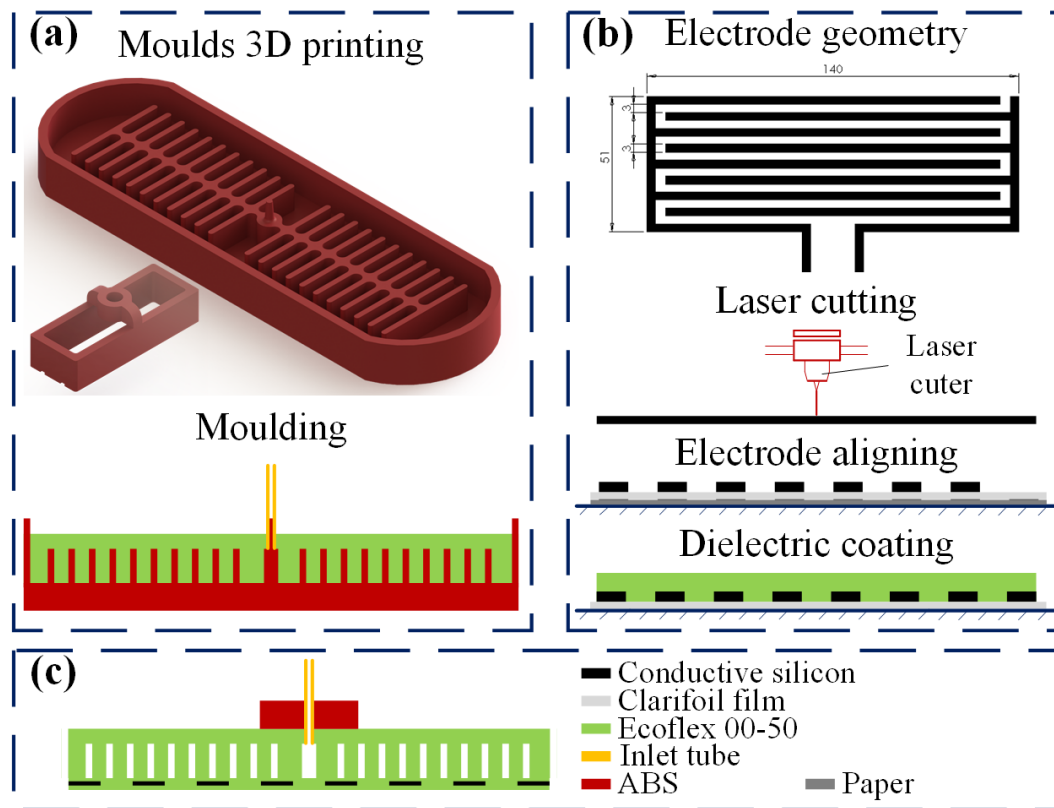 (a)
Moulds 3D printing
Moulding
(b)
Electrode geometry
140
3
51
3
Laser cutting
Laser
cuter
Electrode aligning
Dielectric coating
(c)
Conductive silicon
Clarifoil film
Ecoflex 00-50
Inlet tube
ABS
Paper